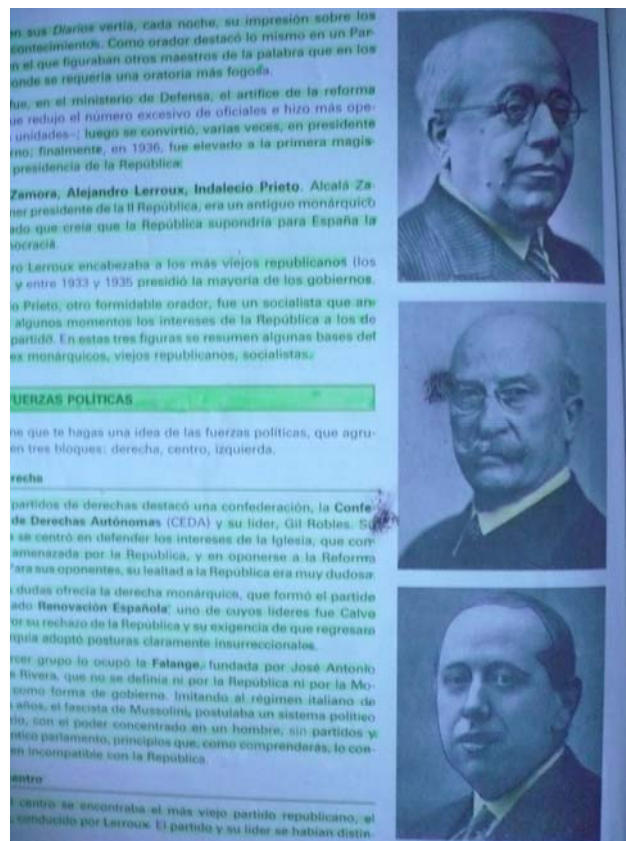 n sus Diarios vertía, cada noche, su impresión sobre los
contecimientos. Como orador destacó lo mismo en un Par-
n el que figuraban otros maestros de la palabra que en los
onde se requería una oratoria más fogosa.
ue, en el ministerio de Defensa, el artífice de la reforma
ue redujo el número excesivo de oficiales e hizo más ope-
unidades–; luego se convirtió, varias veces, en presidente
rno; finalmente, en 1936, fue elevado a la primera magis-
presidencia de la República.
Zamora, Alejandro Lerroux, Indalecio Prieto. Alcalá Za-
mer presidente de la II República, era un antiguo monárquico
ado que creía que la República supondría para España la
mocracia.
ro Lerroux encabezaba a los más viejos republicanos (los
y entre 1933 y 1935 presidió la mayoría de los gobiernos.
o Prieto, otro formidable orador, fue un socialista que an-
algunos momentos los intereses de la República a los de
partido. En estas tres figuras se resumen algunas bases del
ex monárquicos, viejos republicanos, socialistas.
UERZAS POLÍTICAS
ne que te hagas una idea de las fuerzas políticas, que agru-
en tres bloques: derecha, centro, izquierda.
recha
partidos de derechas destacó una confederación, la Confe-
de Derechas Autónomas (CEDA) y su líder, Gil Robles. Su
se centró en defender los intereses de la Iglesia, que con-
amenazada por la República, y en oponerse a la Reforma
Para sus oponentes, su lealtad a la República era muy dudosa.
dudas ofrecía la derecha monárquica, que formó el partido
ado Renovación Española, uno de cuyos líderes fue Calvo
or su rechazo de la República y su exigencia de que regresara
rquía adoptó posturas claramente insurreccionales.
rcer grupo lo ocupó la Falange, fundada por José Antonio
Rivera, que no se definía ni por la República ni por la Mo-
como forma de gobierno. Imitando al régimen italiano de
años, el fascista de Mussolini, postulaba un sistema político
rio, con el poder concentrado en un hombre, sin partidos y
ntico parlamento, principios que, como comprenderás, lo con-
en incompatible con la República.
entro
centro se encontraba el más viejo partido republicano, el
conducido por Lerroux. El partido y su líder se habían distin-